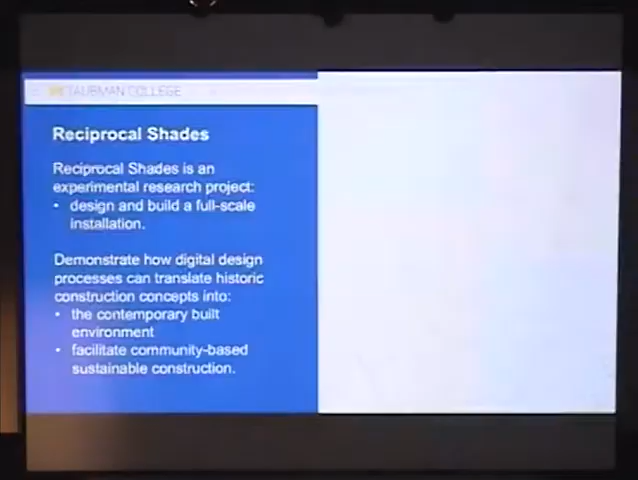 TAUBMAN COLLEGE
Reciprocal Shades
Reciprocal Shades is an
experimental research project:
• design and build a full-scale
installation.
Demonstrate how digital design
processes can translate historic
construction concepts into:
• the contemporary built
environment
• facilitate community-based
sustainable construction.